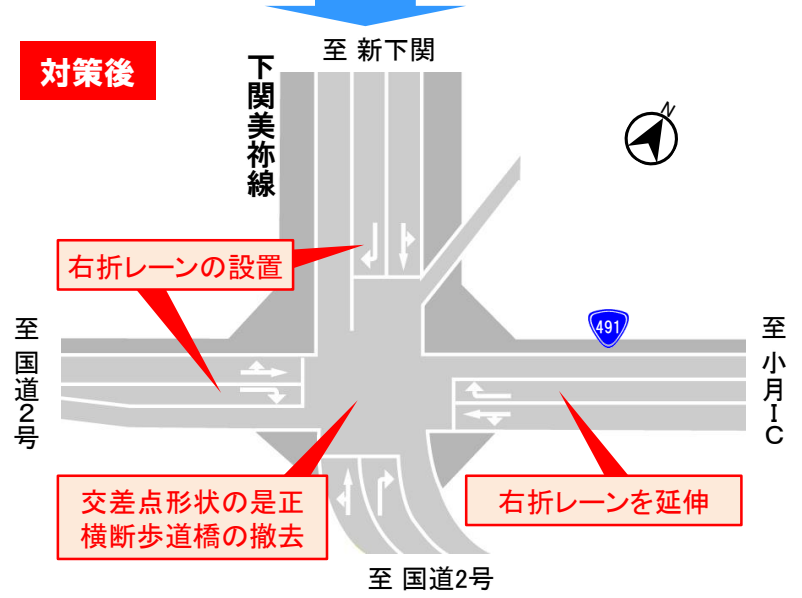 至 新下関
対策後
下関美祢線
N
右折レーンの設置
491
至 国道2号
至 小月IC
交差点形状の是正
横断歩道橋の撤去
右折レーンを延伸
至 国道2号